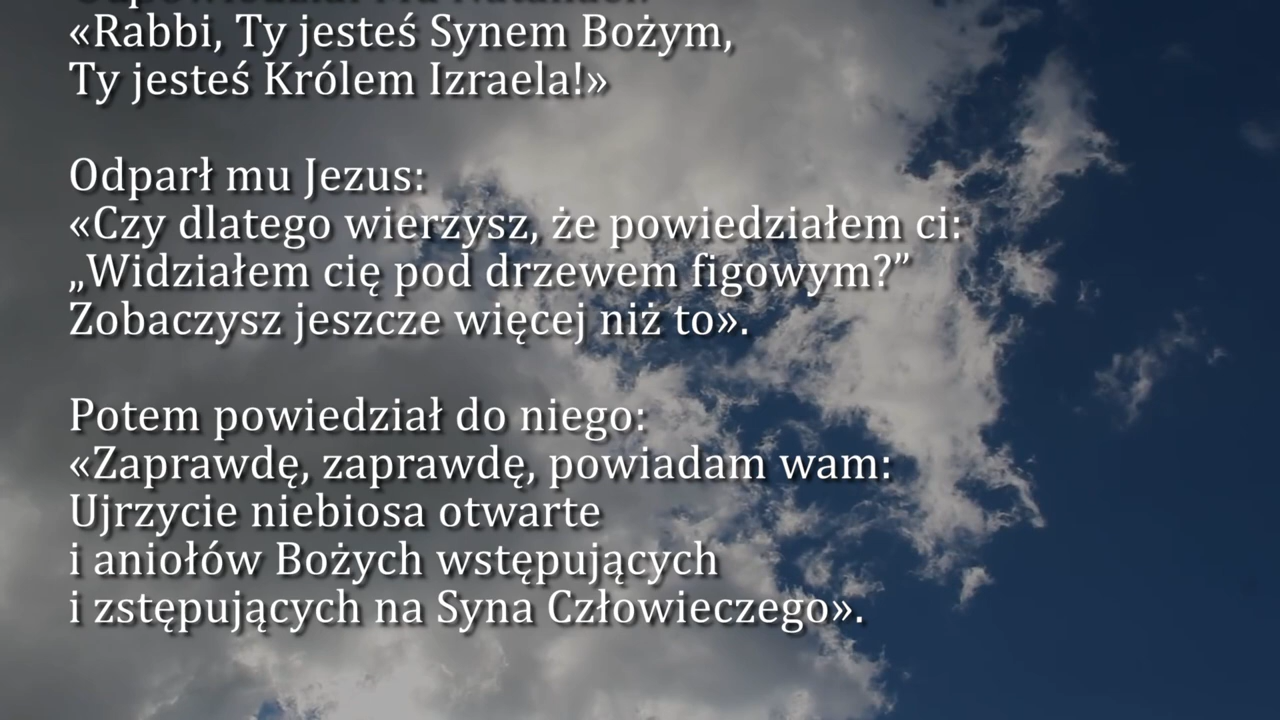 «Rabbi, Ty jesteś Synem Bożym,
Ty jesteś Królem Izraela!»
Odparł mu Jezus:
«Czy dlatego wierzysz, że powiedziałem ci:
„Widziałem cię pod drzewem figowym?”
Zobaczysz jeszcze więcej niż to».
Potem powiedział do niego:
«Zaprawdę, zaprawdę, powiadam wam:
Ujrzycie niebiosa otwarte
i aniołów Bożych wstępujących
i zstępujących na Syna Człowieczego».